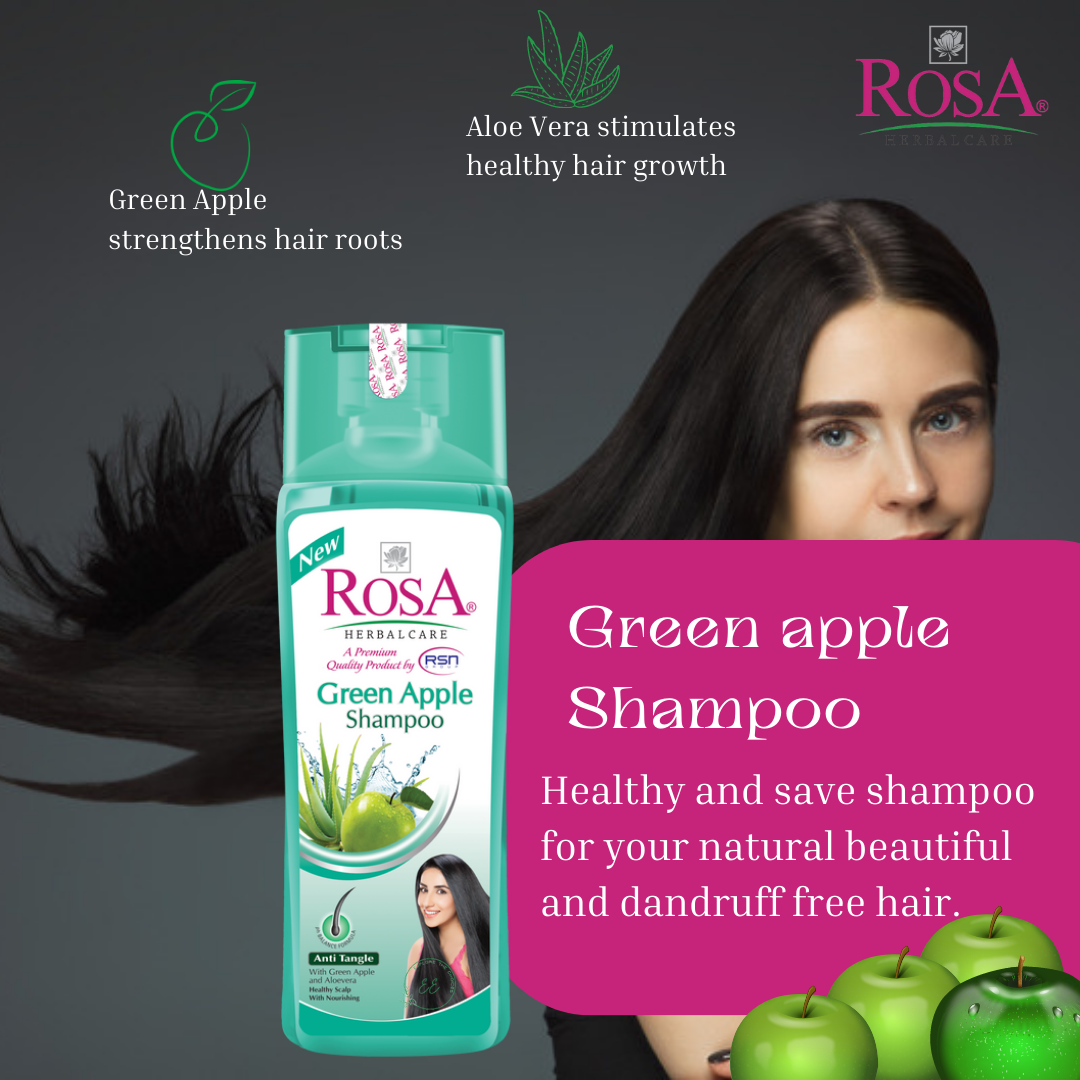 Aloe Vera stimulates
healthy hair growth
ROSA®
HERBALCARE
Green Apple
strengthens hair roots
New
ROSA®
HERBALCARE
A Premium
Quality Product by RSN
Green Apple
Shampoo
Anti Tangle
With Green Apple
and Aloevera
Healthy Scalp
With Nourishing
Green apple
Shampoo
Healthy and save shampoo
for your natural beautiful
and dandruff free hair.